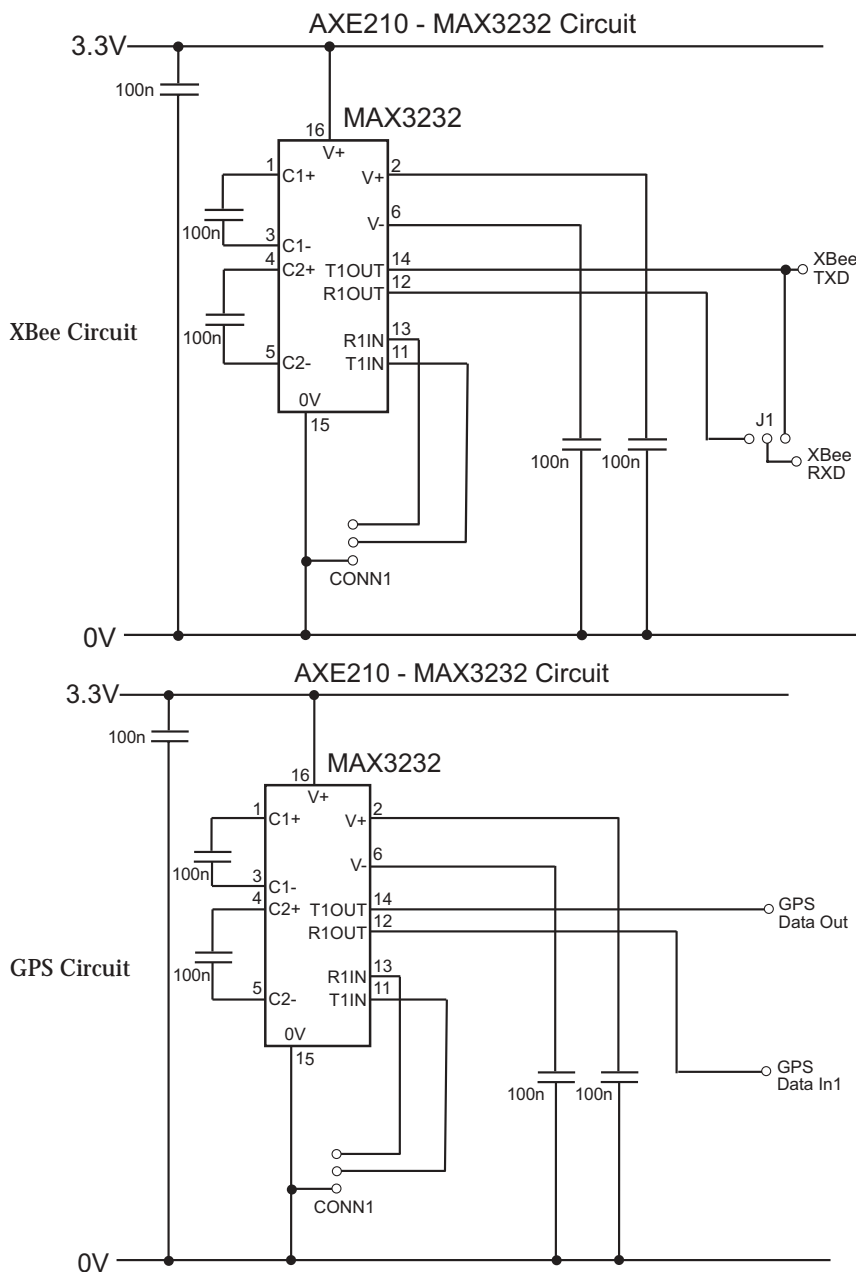 AXE210 - MAX3232 Circuit
3.3V
100n
MAX3232
16
V+
1
C1+
V+
2
100n
V-
6
3
C1-
4
C2+
T1OUT
14
XBee
TXD
R1OUT
12
XBee Circuit
100n
R1IN
13
5
C2-
T1IN
11
0V
15
J1
100n
100n
XBee
RXD
CONN1
0V
AXE210 - MAX3232 Circuit
3.3V
100n
MAX3232
16
V+
1
C1+
V+
2
100n
V-
6
3
C1-
4
C2+
T1OUT
14
GPS
Data Out
R1OUT
12
GPS Circuit
100n
R1IN
13
5
C2-
T1IN
11
0V
15
100n
100n
GPS
Data In1
CONN1
0V